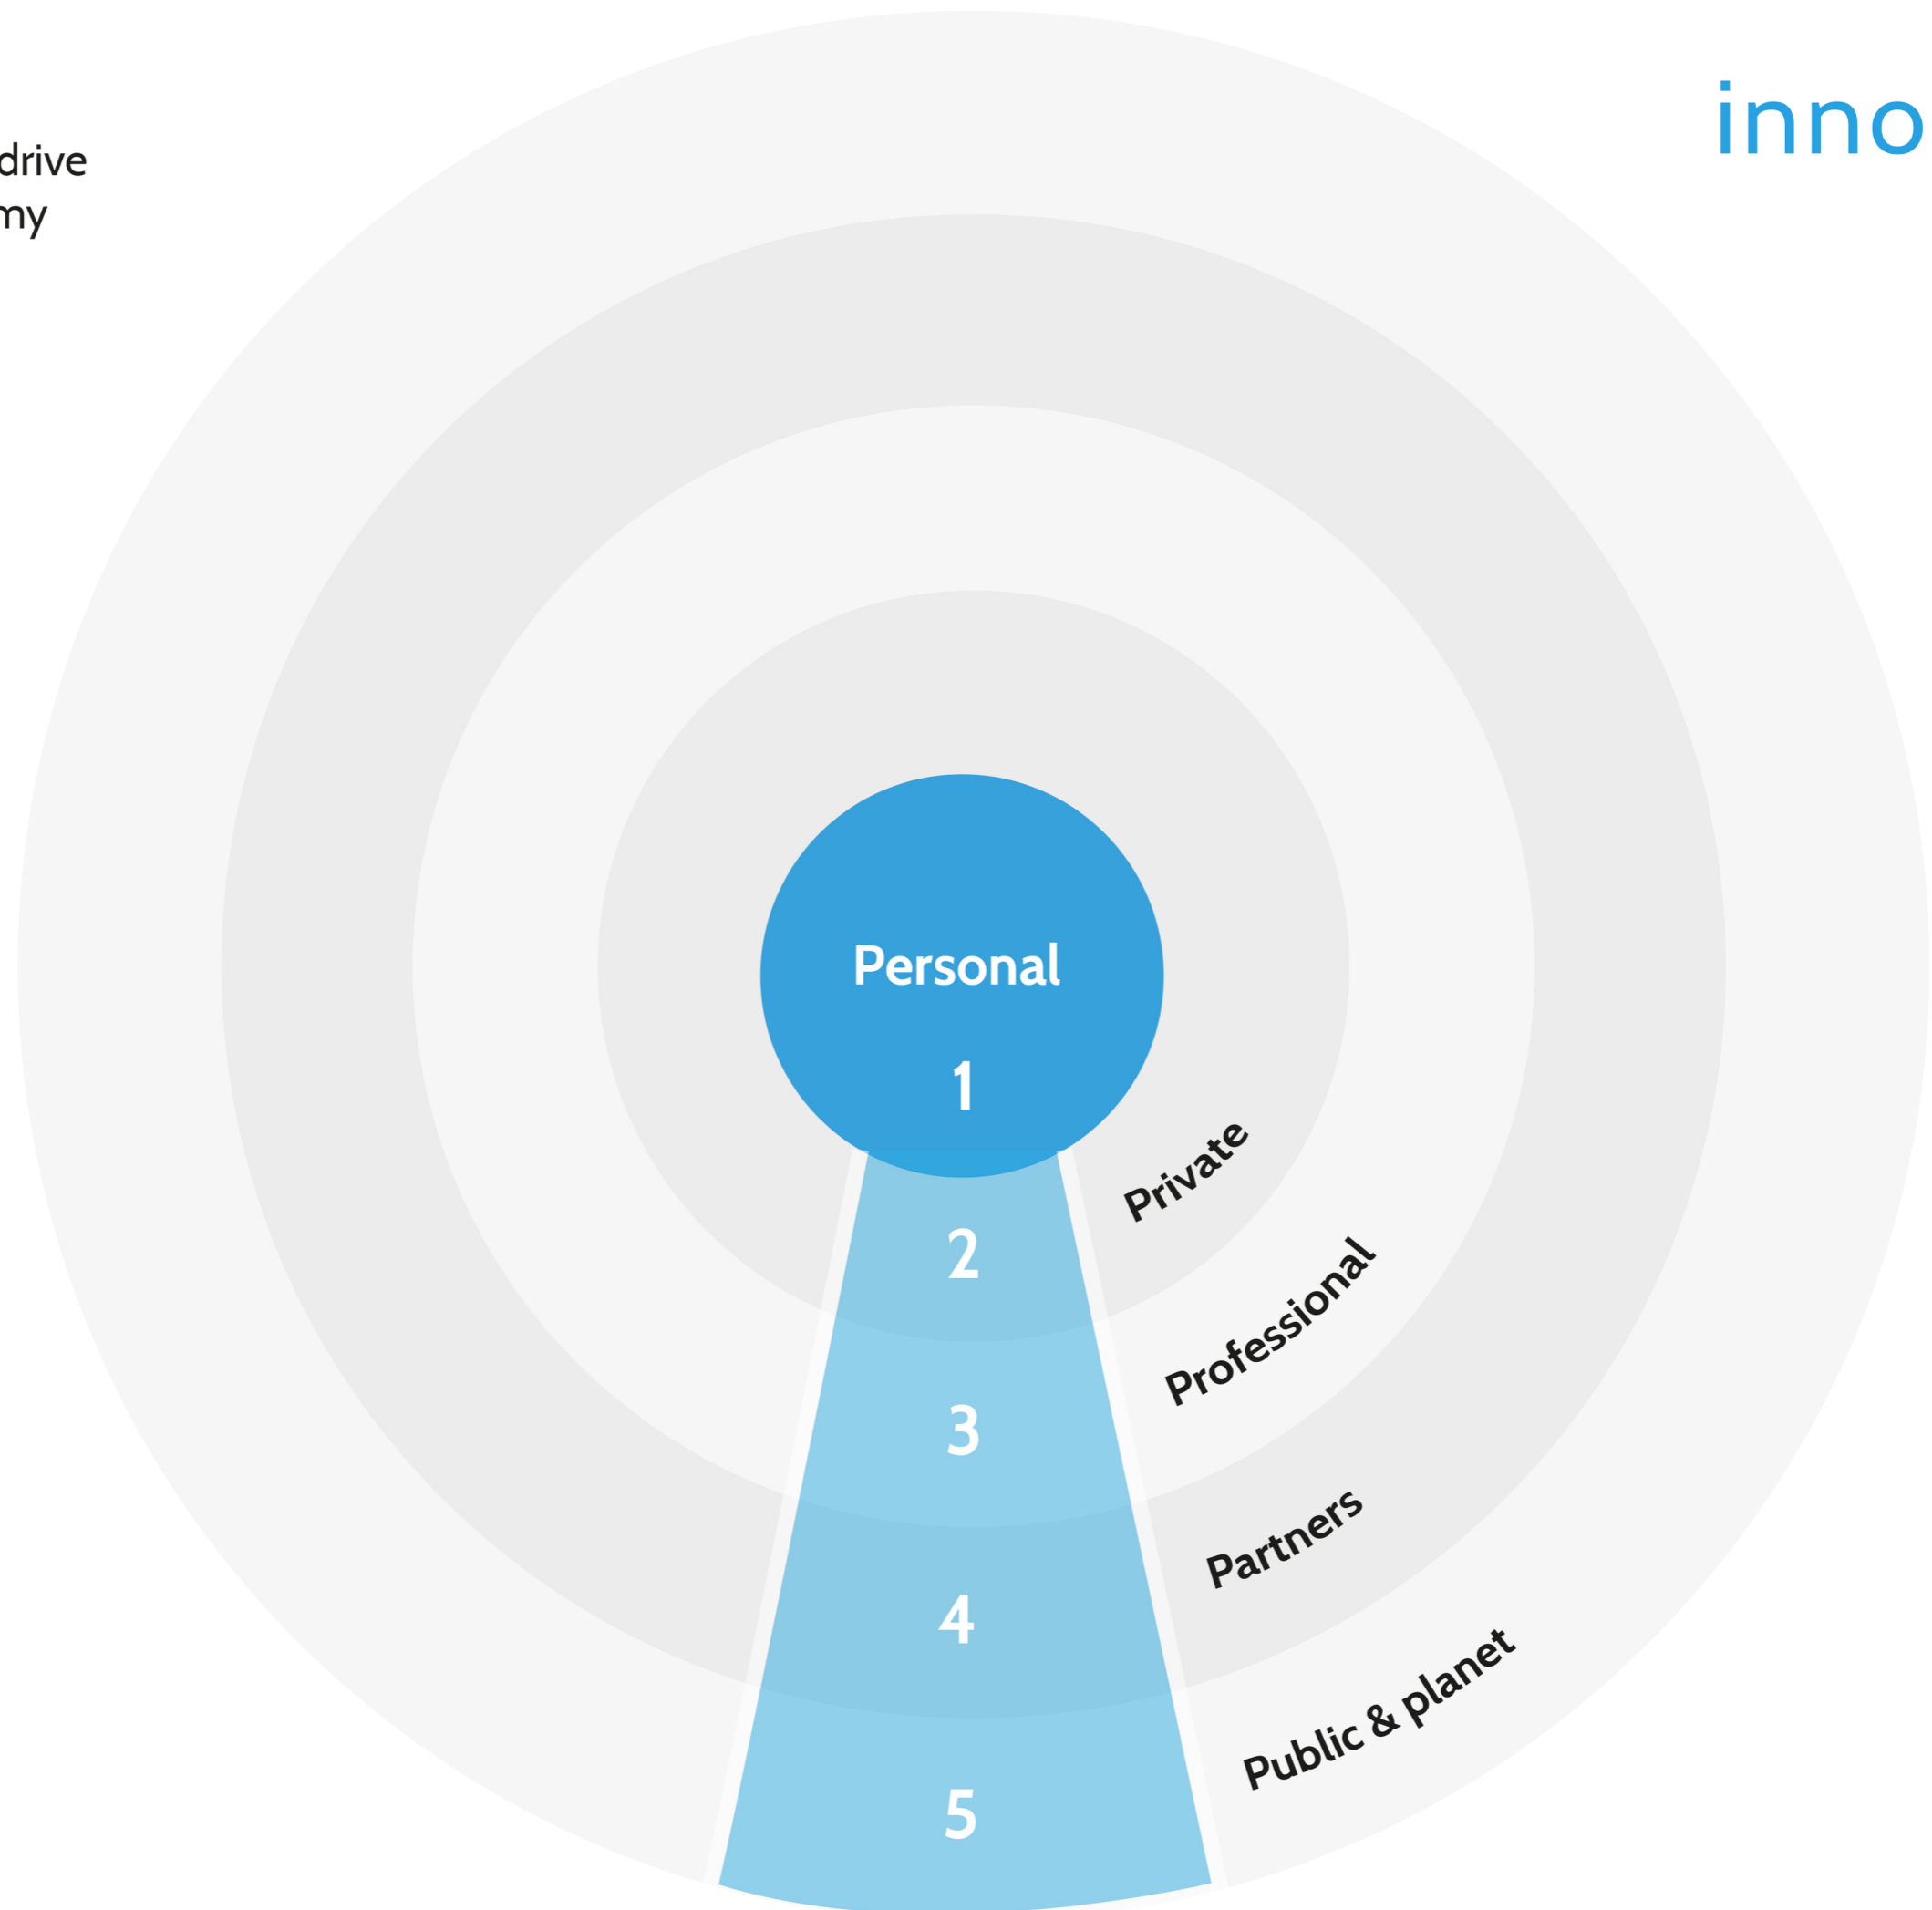 drive
my
inno
Personal
1
Private
2
Professional
3
Partners
4
Public & planet
5